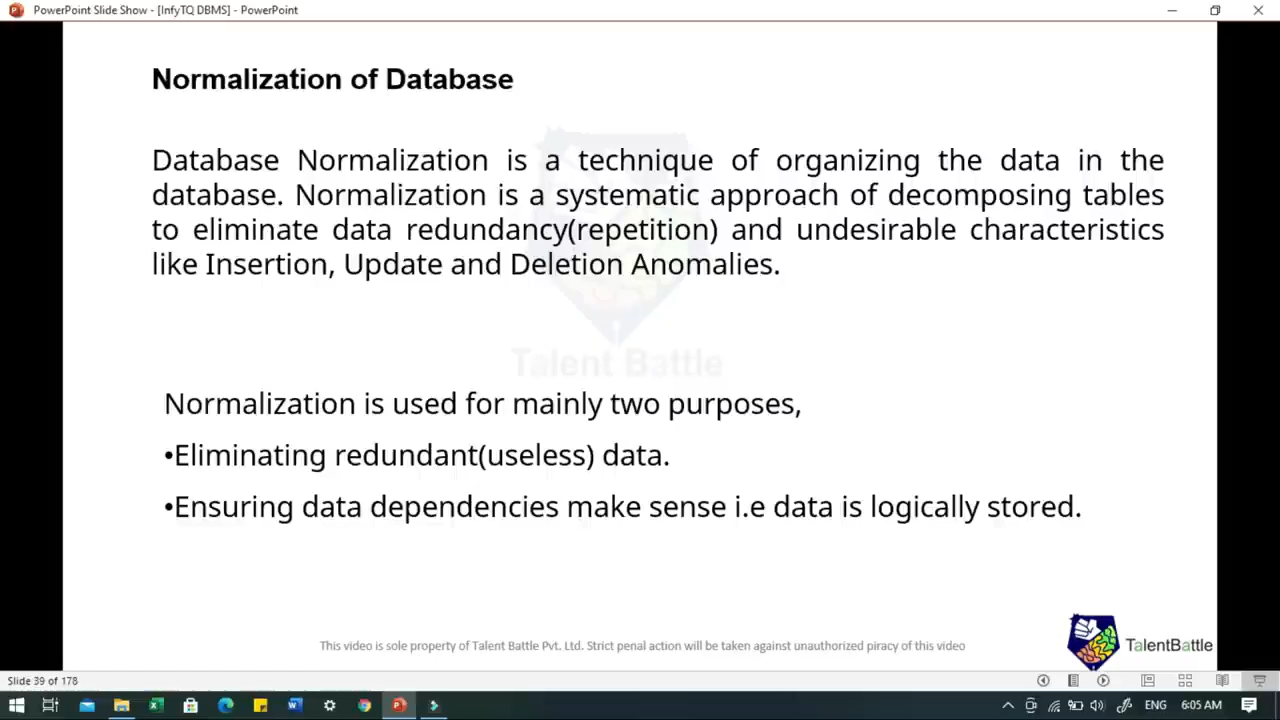 PowerPoint Slide Show - [InfyTQ DBMS] - PowerPoint
Normalization of Database
Database Normalization is a technique of organizing the data in the
database. Normalization is a systematic approach of decomposing tables
to eliminate data redundancy(repetition) and undesirable characteristics
like Insertion, Update and Deletion Anomalies.
Talent Battle
Normalization is used for mainly two purposes,
•Eliminating redundant(useless) data.
•Ensuring data dependencies make sense i.e data is logically stored.
This video is sole property of Talent Battle Pvt. Ltd. Strict penal action will be taken against unauthorized piracy of this video
TalentBattle
Slide 39 of 178
ENG 6:05 AM